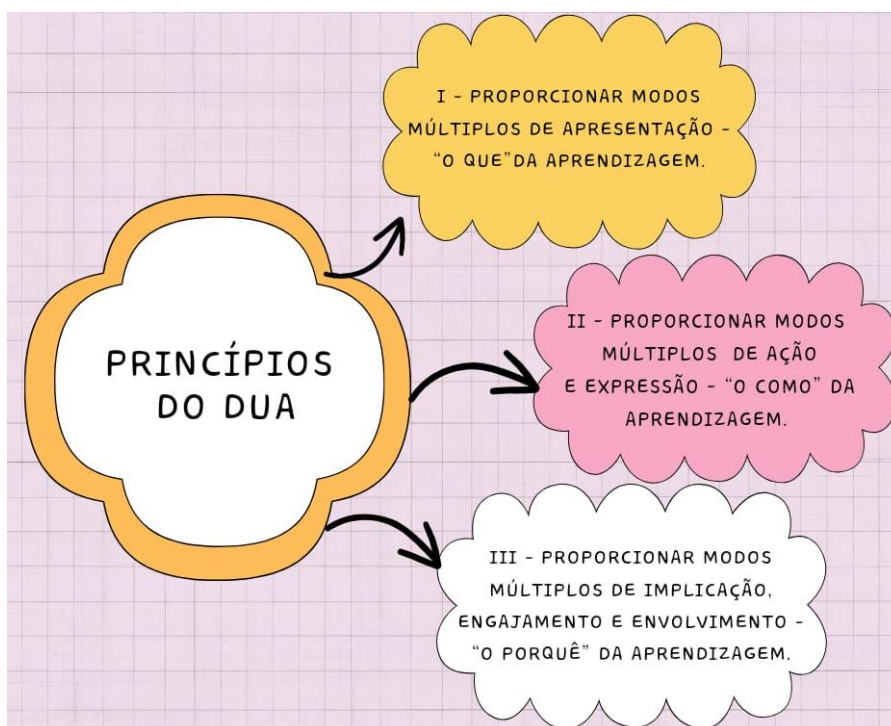 I - PROPORCIONAR MODOS
MÚLTIPLOS DE APRESENTAÇÃO -
“O QUE”DA APRENDIZAGEM.
PRINCÍPIOS
DO DUA
II - PROPORCIONAR MODOS
MÚLTIPLOS DE AÇÃO
E EXPRESSÃO - “O COMO” DA
APRENDIZAGEM.
III - PROPORCIONAR MODOS
MÚLTIPLOS DE IMPLICAÇÃO,
ENGAJAMENTO E ENVOLVIMENTO -
“O PORQUÊ” DA APRENDIZAGEM.